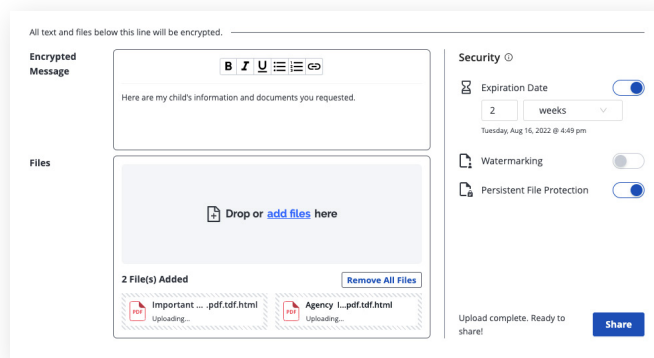 All text and files below this line will be encrypted.
Encrypted
Message
B I U
Here are my child's information and documents you requested.
Files
Drop or add files here
2 File(s) Added
Remove All Files
PDF
Important ... .pdf.tdf.html
Uploading...
PDF
Agency I...pdf.tdf.html
Uploading...
Security
Expiration Date
2 weeks
Tuesday, Aug 16, 2022 @ 4:49 pm
Watermarking
Persistent File Protection
Upload complete. Ready to
share!
Share